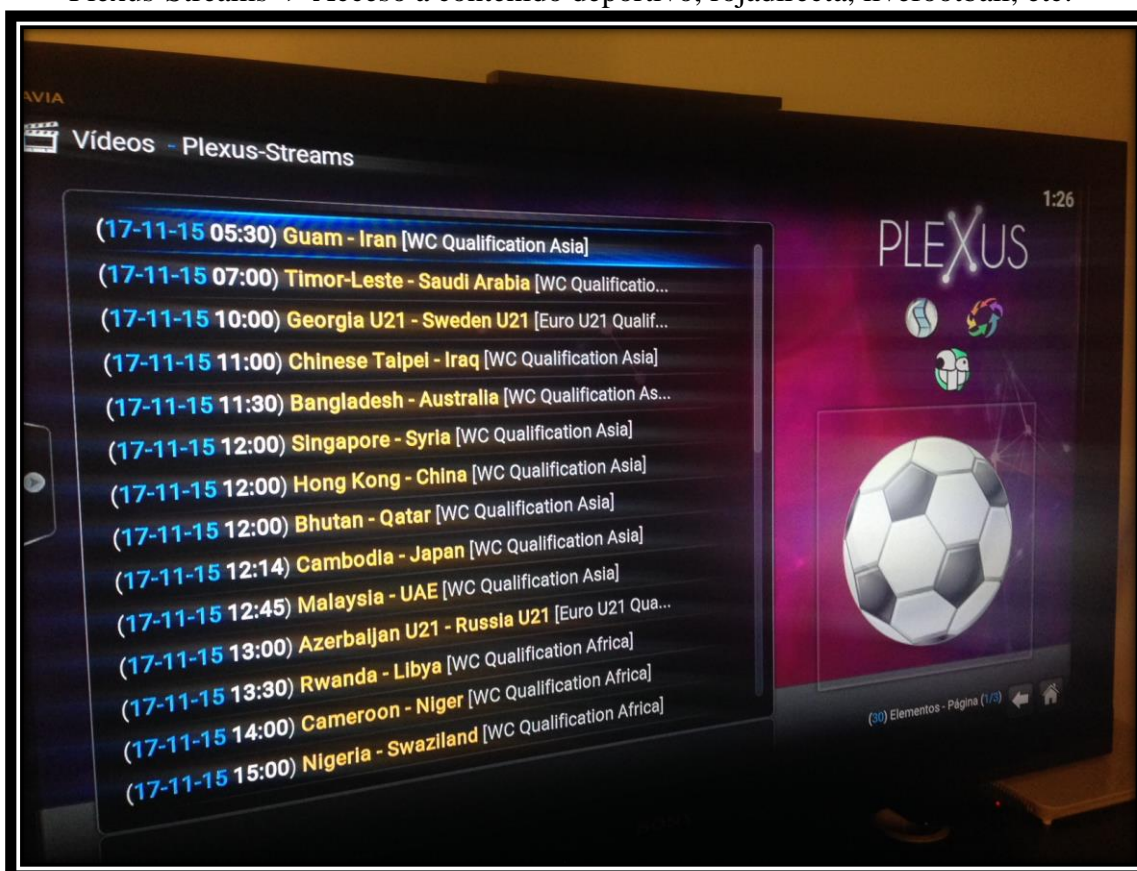 Plexus-Streams → Acceso a contenido deportivo, rojadirecta, livefootball, etc.
AVIA
Vídeos - Plexus-Streams
1:26
PLEXUS
(17-11-15 05:30) Guam - Iran [WC Qualification Asia]
(17-11-15 07:00) Timor-Leste - Saudi Arabia [WC Qualificatio...
(17-11-15 10:00) Georgia U21 - Sweden U21 [Euro U21 Qualif...
(17-11-15 11:00) Chinese Taipei - Iraq [WC Qualification Asia]
(17-11-15 11:30) Bangladesh - Australia [WC Qualification As...
(17-11-15 12:00) Singapore - Syria [WC Qualification Asia]
(17-11-15 12:00) Hong Kong - China [WC Qualification Asia]
(17-11-15 12:00) Bhutan - Qatar [WC Qualification Asia]
(17-11-15 12:14) Cambodia - Japan [WC Qualification Asia]
(17-11-15 12:45) Malaysia - UAE [WC Qualification Asia]
(17-11-15 13:00) Azerbaijan U21 - Russia U21 [Euro U21 Qua...
(17-11-15 13:30) Rwanda - Libya [WC Qualification Africa]
(17-11-15 14:00) Cameroon - Niger [WC Qualification Africa]
(17-11-15 15:00) Nigeria - Swaziland [WC Qualification Africa]
(30) Elementos - Página (1/3)
SONY